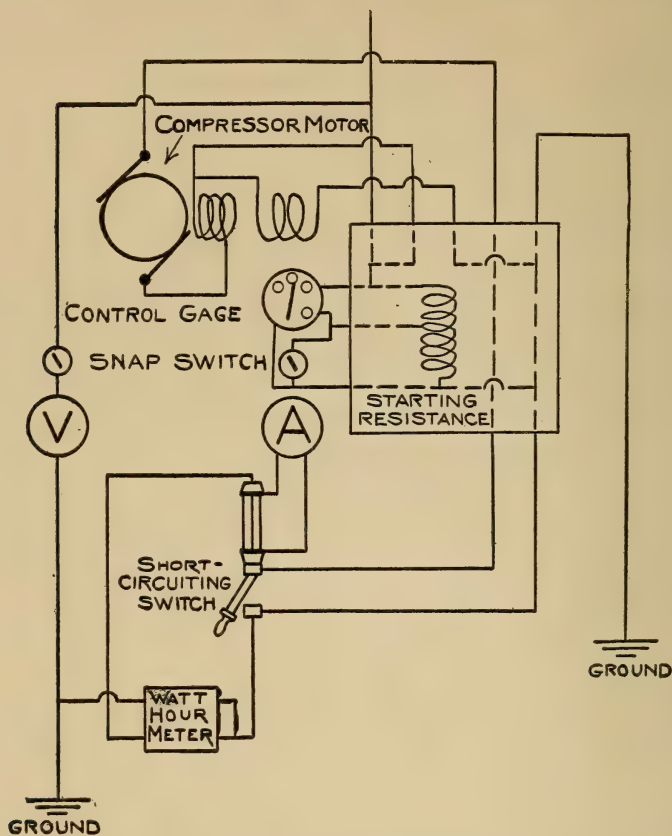 COMPRESSOR MOTOR
CONTROL GAGE
SNAP SWITCH
V
A
STARTING
RESISTANCE
SHORT-
CIRCUITING
SWITCH
WATT
HOUR
METER
GROUND
GROUND